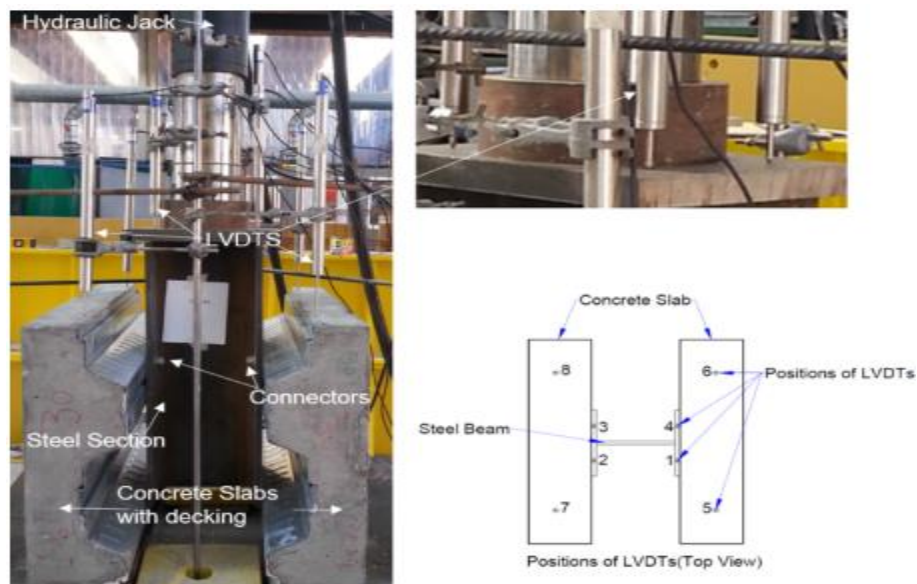 Hydraulic Jack
LVDTS
Connectors
Steel Section
Concrete Slabs
with decking
Concrete Slab
8
6
Positions of LVDTs
3
4
Steel Beam
2
1
7
5
Positions of LVDTs(Top View)